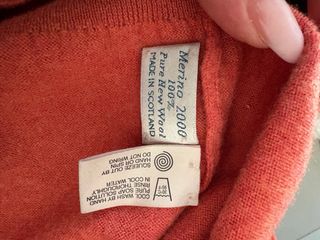 Merino 2000
100%
Pure New Wool
MADE IN SCOTLAND
COOL WASH BY HAND
PURE SOAP
RINSE THOROUGHLY
IN COOL WATER
SQUEEZE OUT BY
HAND OR SPIN
DO NOT WRING